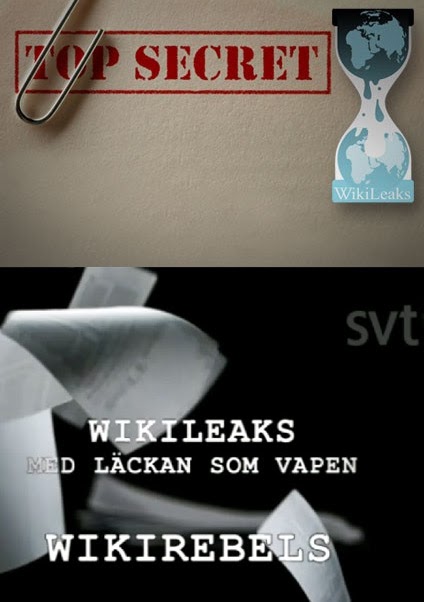 TOP SECRET
WikiLeaks
svt
WIKILEAKS
MED LÄCKAN SOM VAPEN
WIKIREBELS